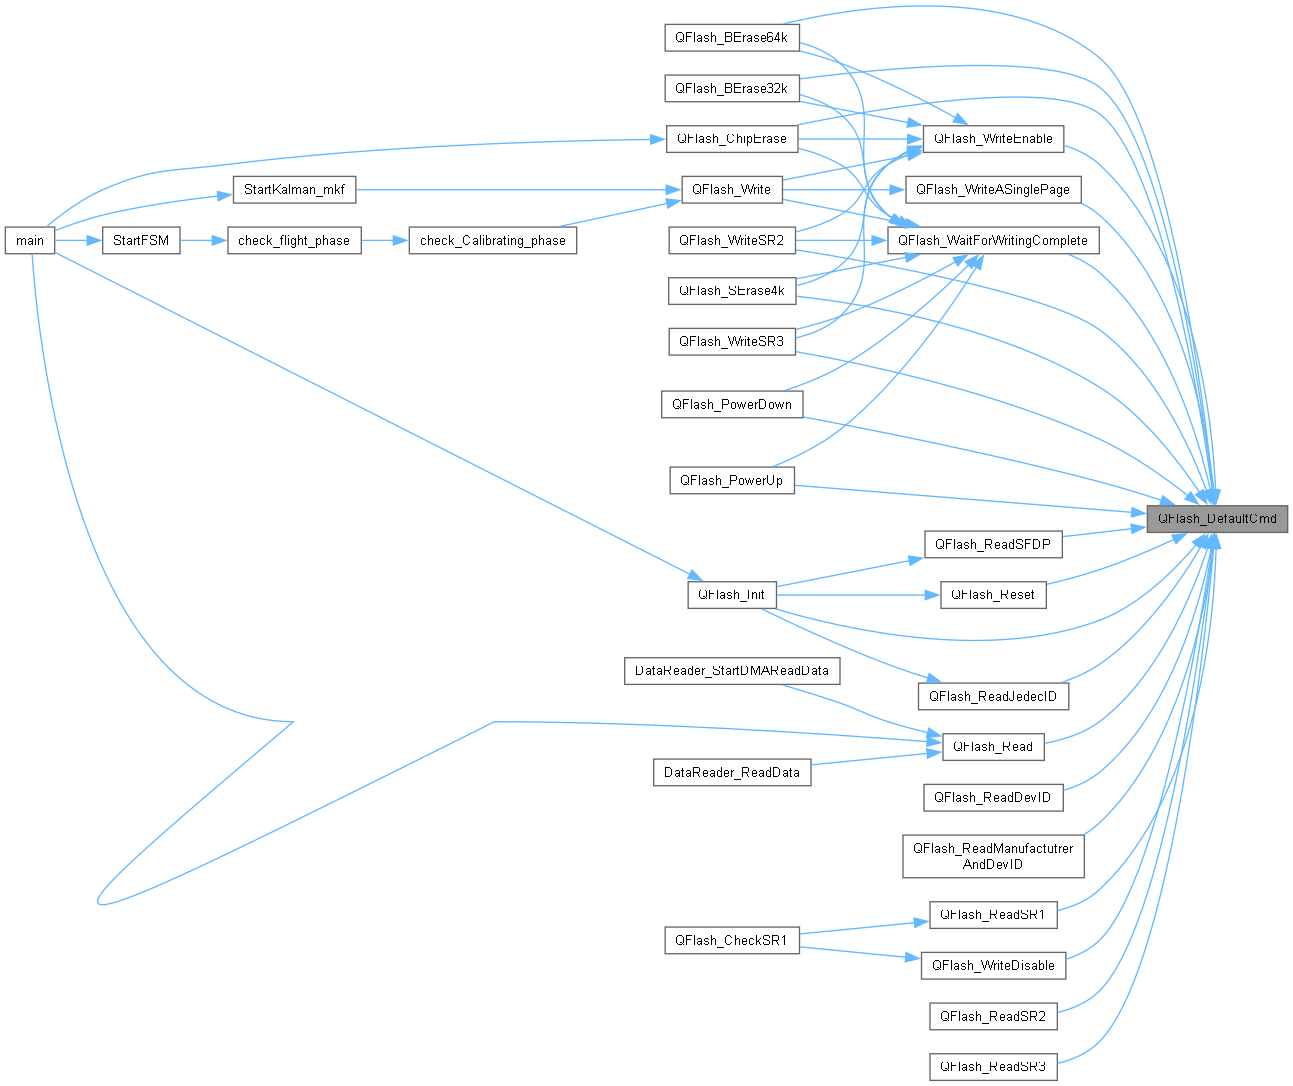 QFlash_BErase64k
QFlash_BErase32k
QFlash_ChipErase
QFlash_WriteEnable
StartKalman_mkf
QFlash_Write
QFlash_WriteASinglePage
main
StartFSM
check_flight_phase
check_Calibrating_phase
QFlash_WriteSR2
QFlash_WaitForWritingComplete
QFlash_SErase4k
QFlash_WriteSR3
QFlash_PowerDown
QFlash_PowerUp
QFlash_DefaultCmd
QFlash_ReadSFDP
QFlash_Init
QFlash_Reset
DataReader_StartDMAReadData
QFlash_ReadJedecID
QFlash_Read
DataReader_ReadData
QFlash_ReadDevID
QFlash_ReadManufactutrer
AndDevID
QFlash_ReadSR1
QFlash_CheckSR1
QFlash_WriteDisable
QFlash_ReadSR2
QFlash_ReadSR3